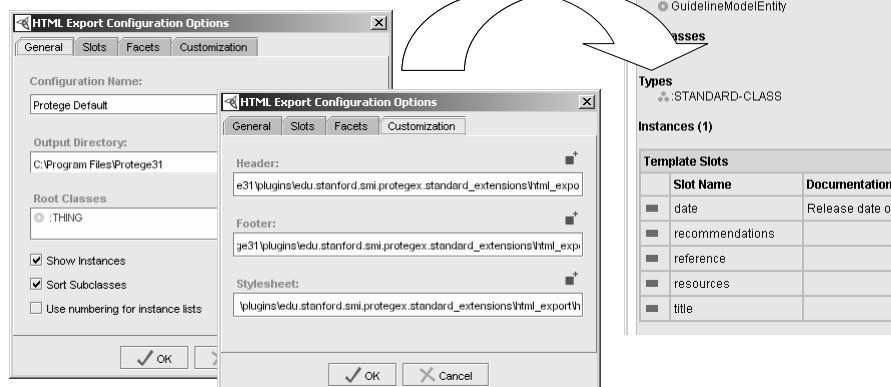 HTML Export Configuration Options
General Slots Facets Customization
Configuration Name:
Protege Default
Output Directory:
C:\Program Files\Protege31
Root Classes
:THING
Show Instances
Sort Subclasses
Use numbering for instance lists
OK
HTML Export Configuration Options
General Slots Facets Customization
Header:
e31\plugins\edu.stanford.smi.protegex.standard_extensions\html_expo
Footer:
ge31\plugins\edu.stanford.smi.protegex.standard_extensions\html_exp
Stylesheet:
\plugins\edu.stanford.smi.protegex.standard_extensions\html_export\h
OK Cancel
GuidelineModelEntity
asses
Types
:STANDARD-CLASS
Instances (1)
Template Slots
Slot Name Documentation
date Release date o
recommendations
reference
resources
title